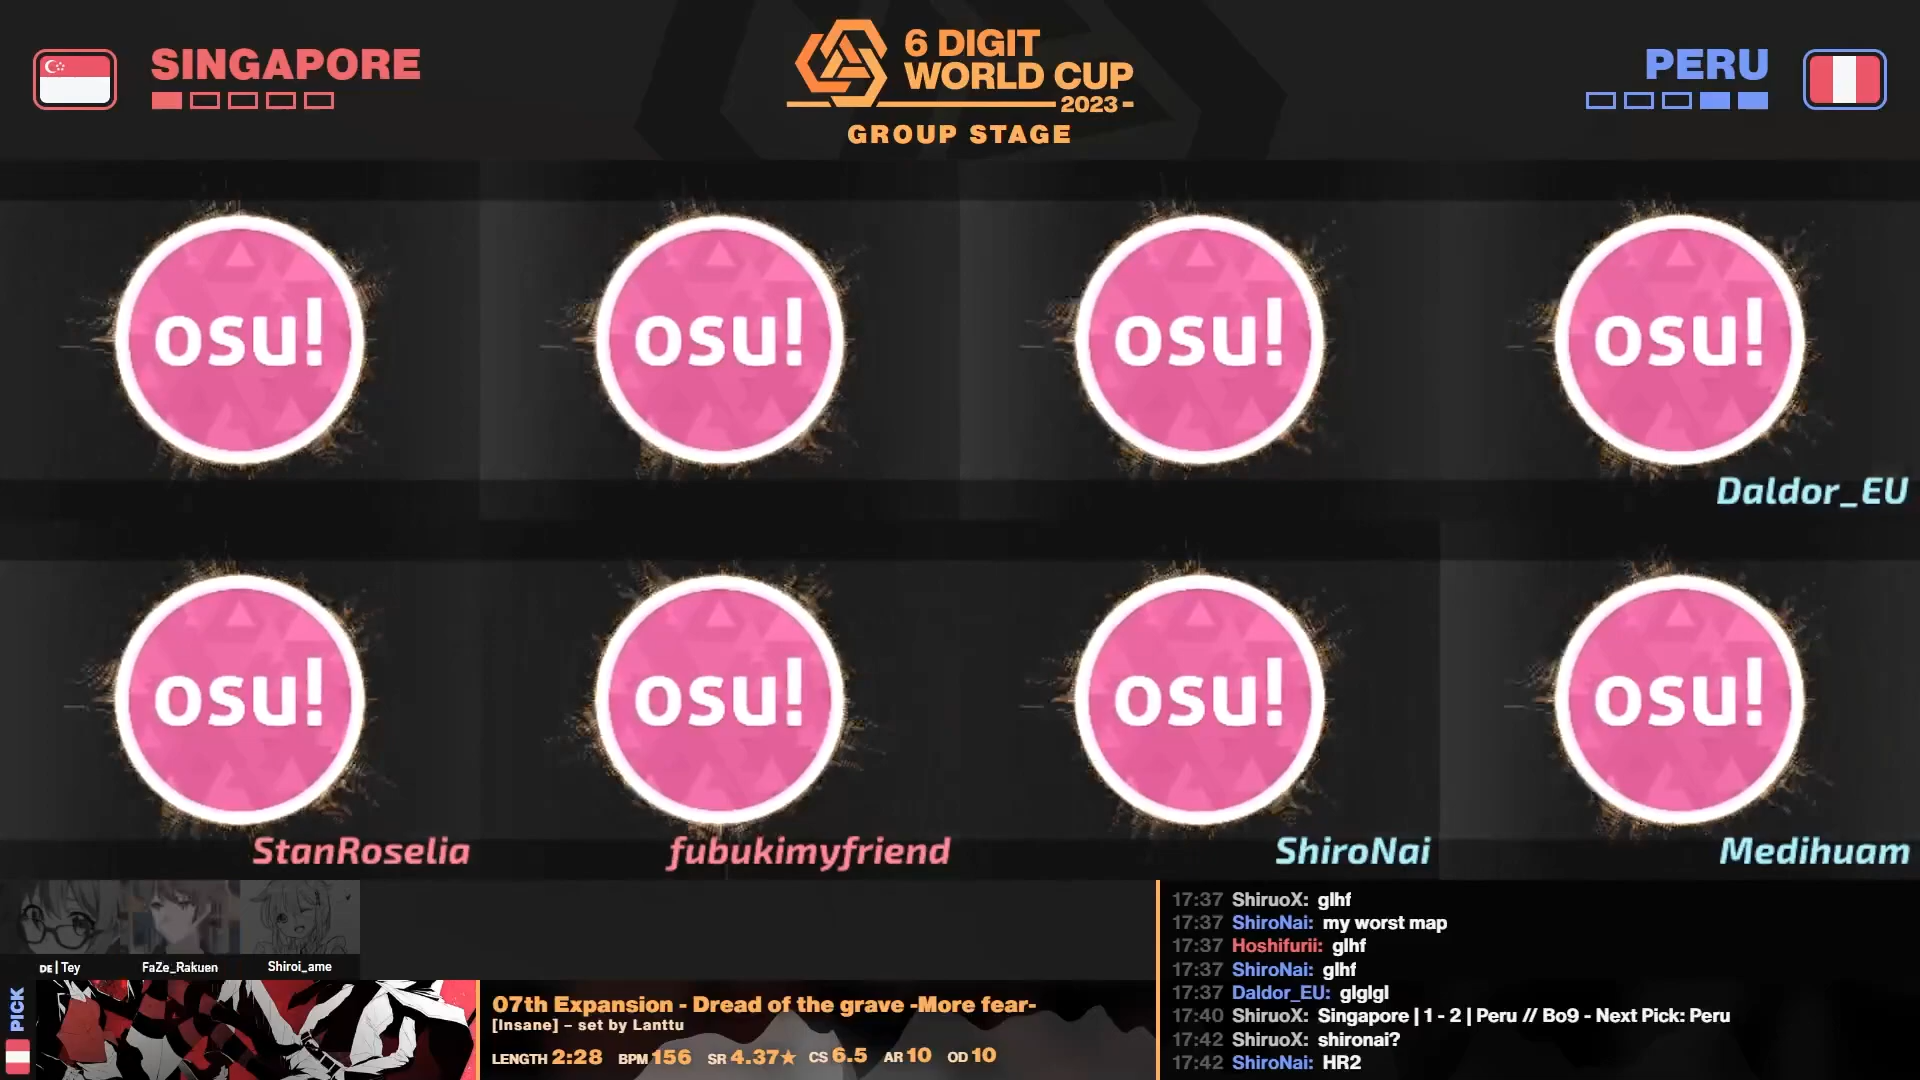 SINGAPORE
6 DIGIT
WORLD CUP
2023
GROUP STAGE
PERU
osu!
osu!
osu!
osu!
Daldor_EU
osu!
osu!
osu!
osu!
StanRoselia
fubukimyfriend
ShiroNai
Medihuam
DE | Tey
FaZe_Rakuen
Shiroi_ame
PICK
07th Expansion - Dread of the grave -More fear-
[Insane] - set by Lanttu
LENGTH 2:28 BPM 156 SR 4.37★ CS 6.5 AR 10 OD 10
17:37 ShiruoX: glhf
17:37 ShiroNai: my worst map
17:37 Hoshifurii: glhf
17:37 ShiroNai: glhf
17:37 Daldor_EU: glglgl
17:40 ShiruoX: Singapore | 1 - 2 | Peru // Bo9 - Next Pick: Peru
17:42 ShiruoX: shironai?
17:42 ShiroNai: HR2